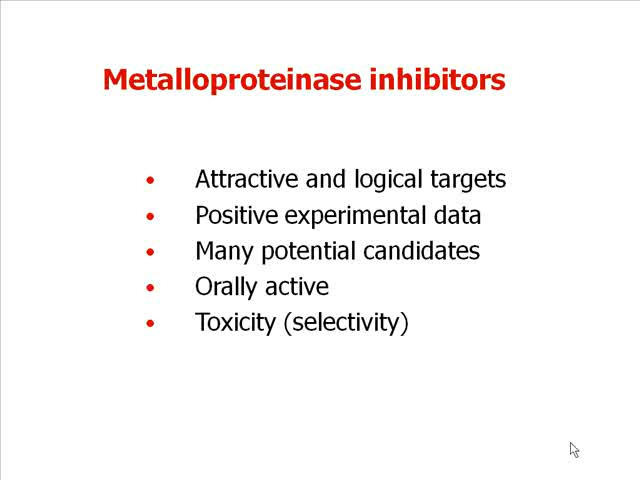 Metalloproteinase inhibitors
• Attractive and logical targets
• Positive experimental data
• Many potential candidates
• Orally active
• Toxicity (selectivity)